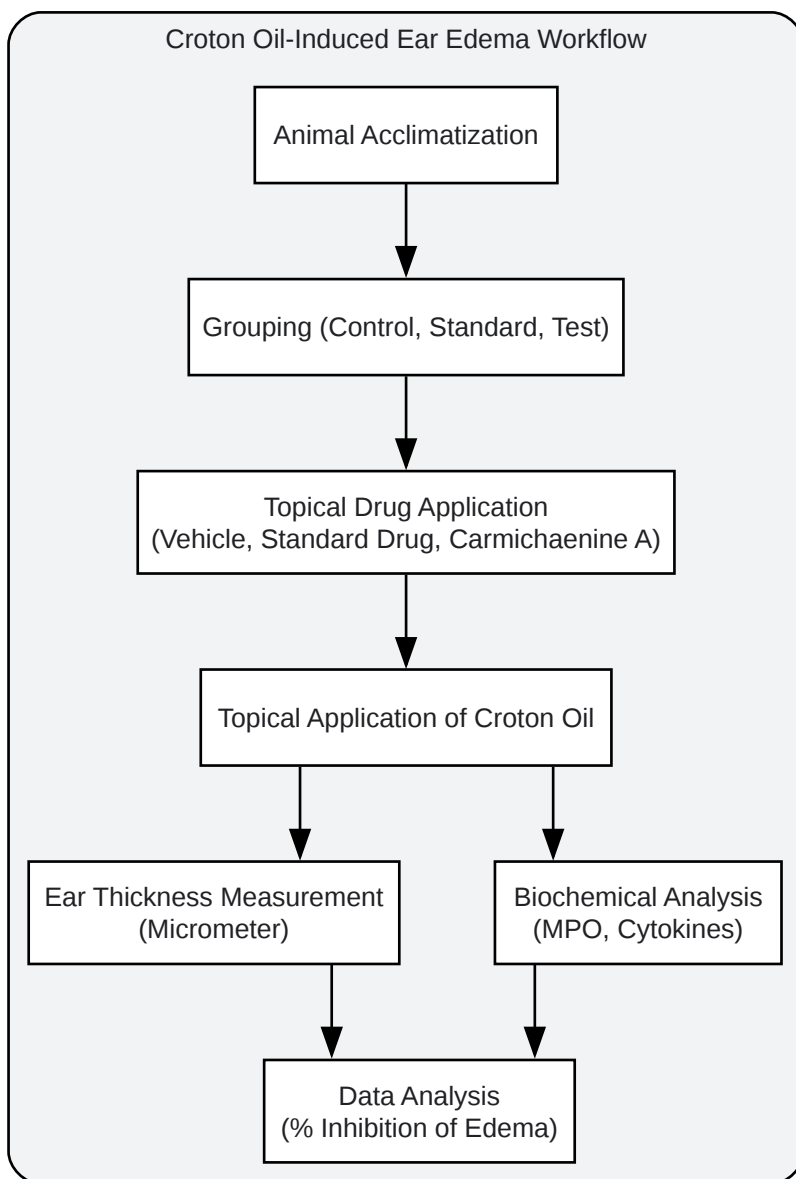 Croton Oil-Induced Ear Edema Workflow
Animal Acclimatization
Grouping (Control, Standard, Test)
Topical Drug Application
(Vehicle, Standard Drug, Carmichaenine A)
Topical Application of Croton Oil
Ear Thickness Measurement
(Micrometer)
Biochemical Analysis
(MPO, Cytokines)
Data Analysis
(% Inhibition of Edema)